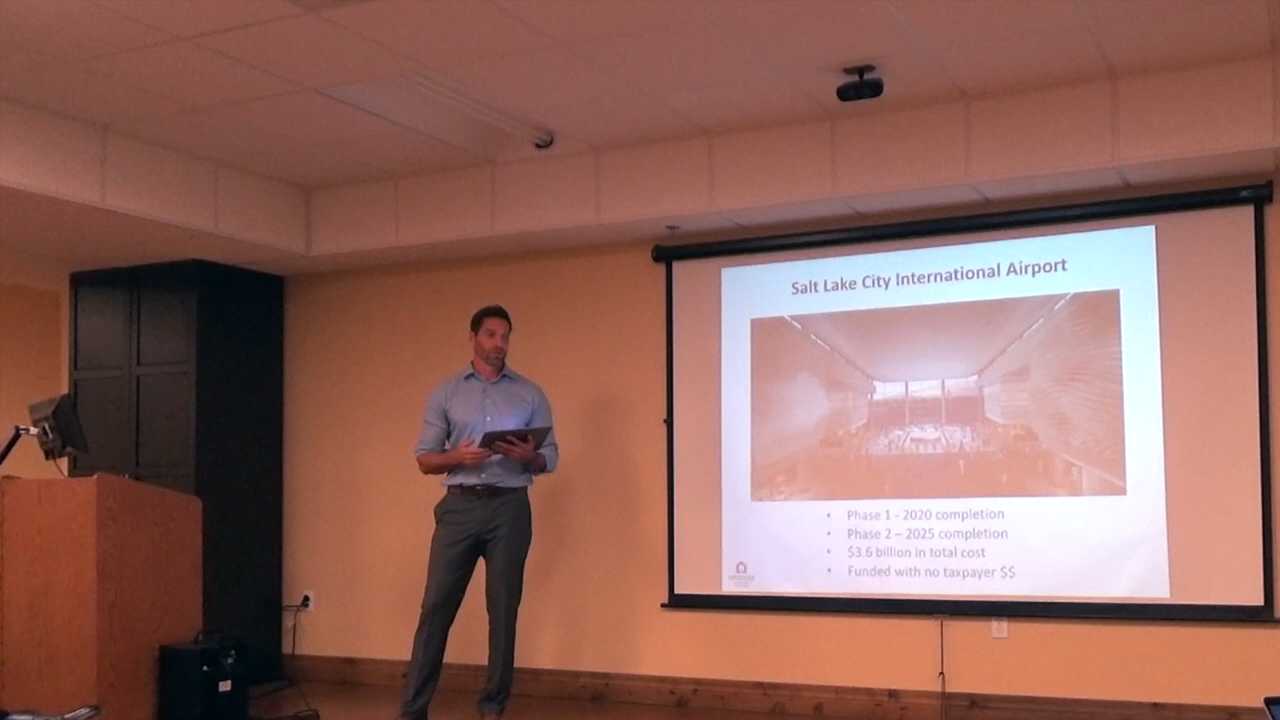 Salt Lake City International Airport
• Phase 1 - 2020 completion
• Phase 2 – 2025 completion
• $3.6 billion in total cost
• Funded with no taxpayer $$